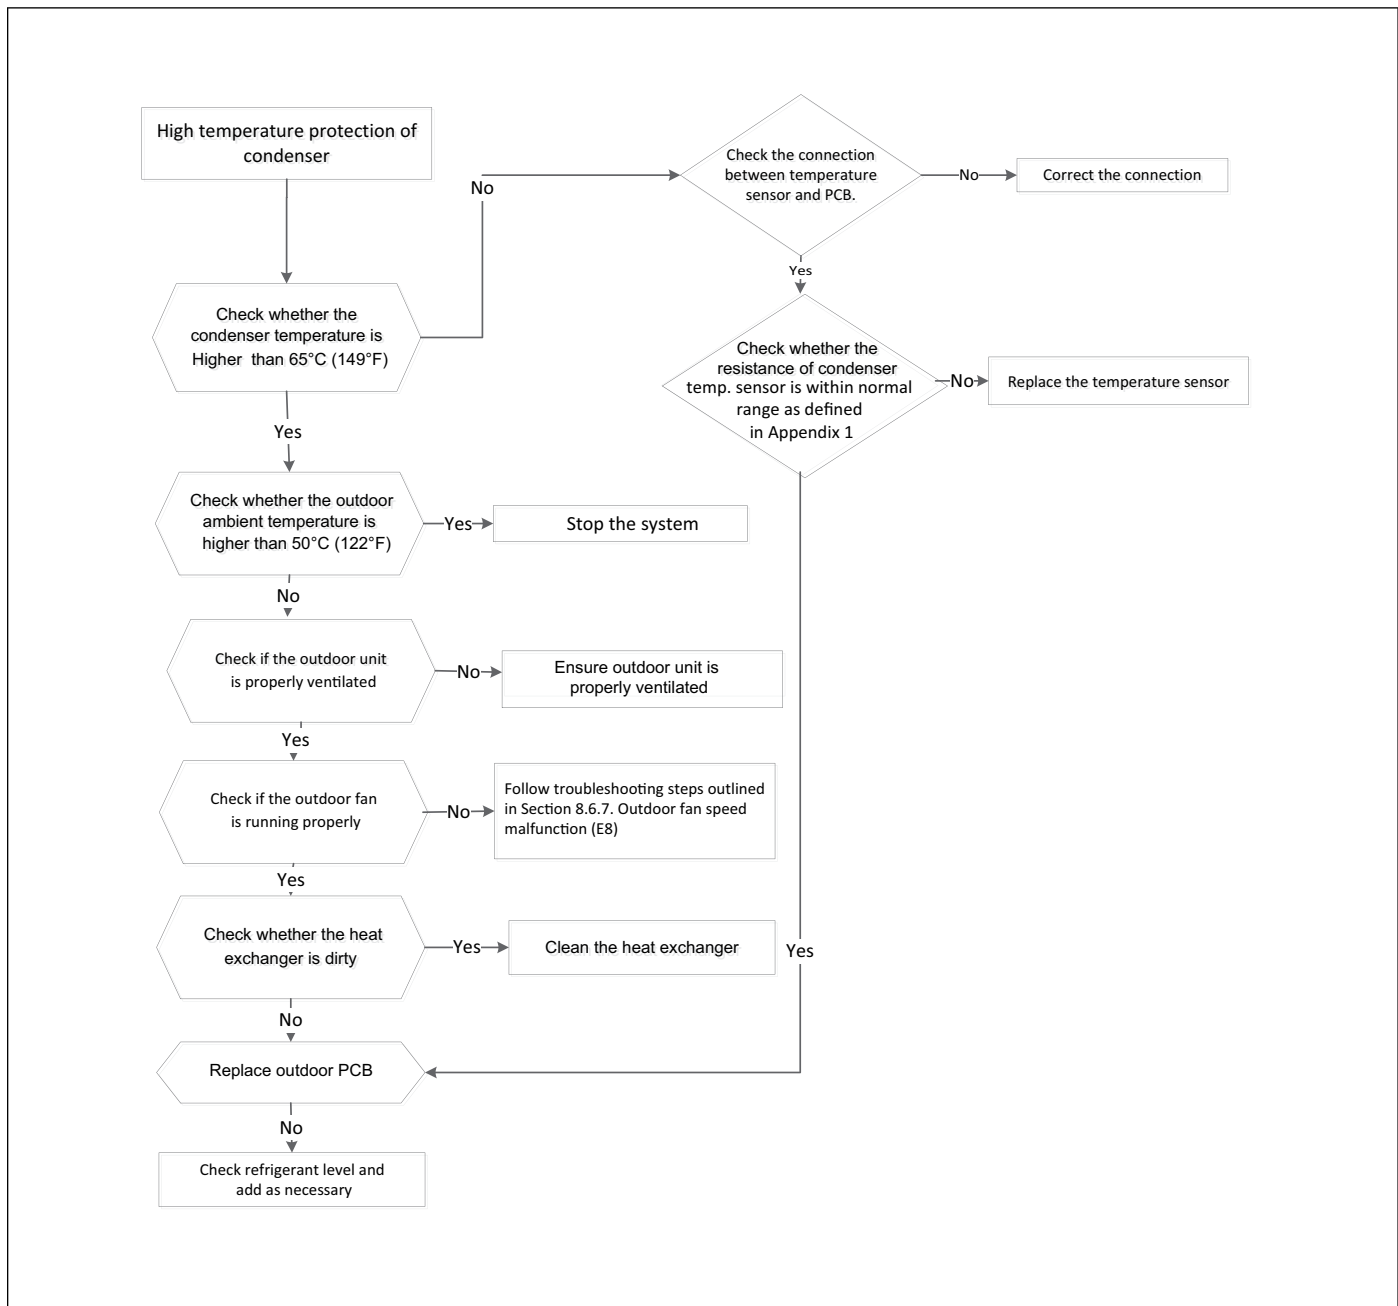 High temperature protection of
condenser
Check the connection
between temperature
sensor and PCB.
No
Correct the connection
No
Yes
Check whether the
condenser temperature is
Higher than 65°C (149°F)
Check whether the
resistance of condenser
temp. sensor is within normal
range as defined
in Appendix 1
No
Replace the temperature sensor
Yes
Check whether the outdoor
ambient temperature is
higher than 50°C (122°F)
Yes
Stop the system
No
Check if the outdoor unit
is properly ventilated
No
Ensure outdoor unit is
properly ventilated
Yes
Check if the outdoor fan
is running properly
No
Follow troubleshooting steps outlined
in Section 8.6.7. Outdoor fan speed
malfunction (E8)
Yes
Check whether the heat
exchanger is dirty
Yes
Clean the heat exchanger
Yes
No
Replace outdoor PCB
No
Check refrigerant level and
add as necessary